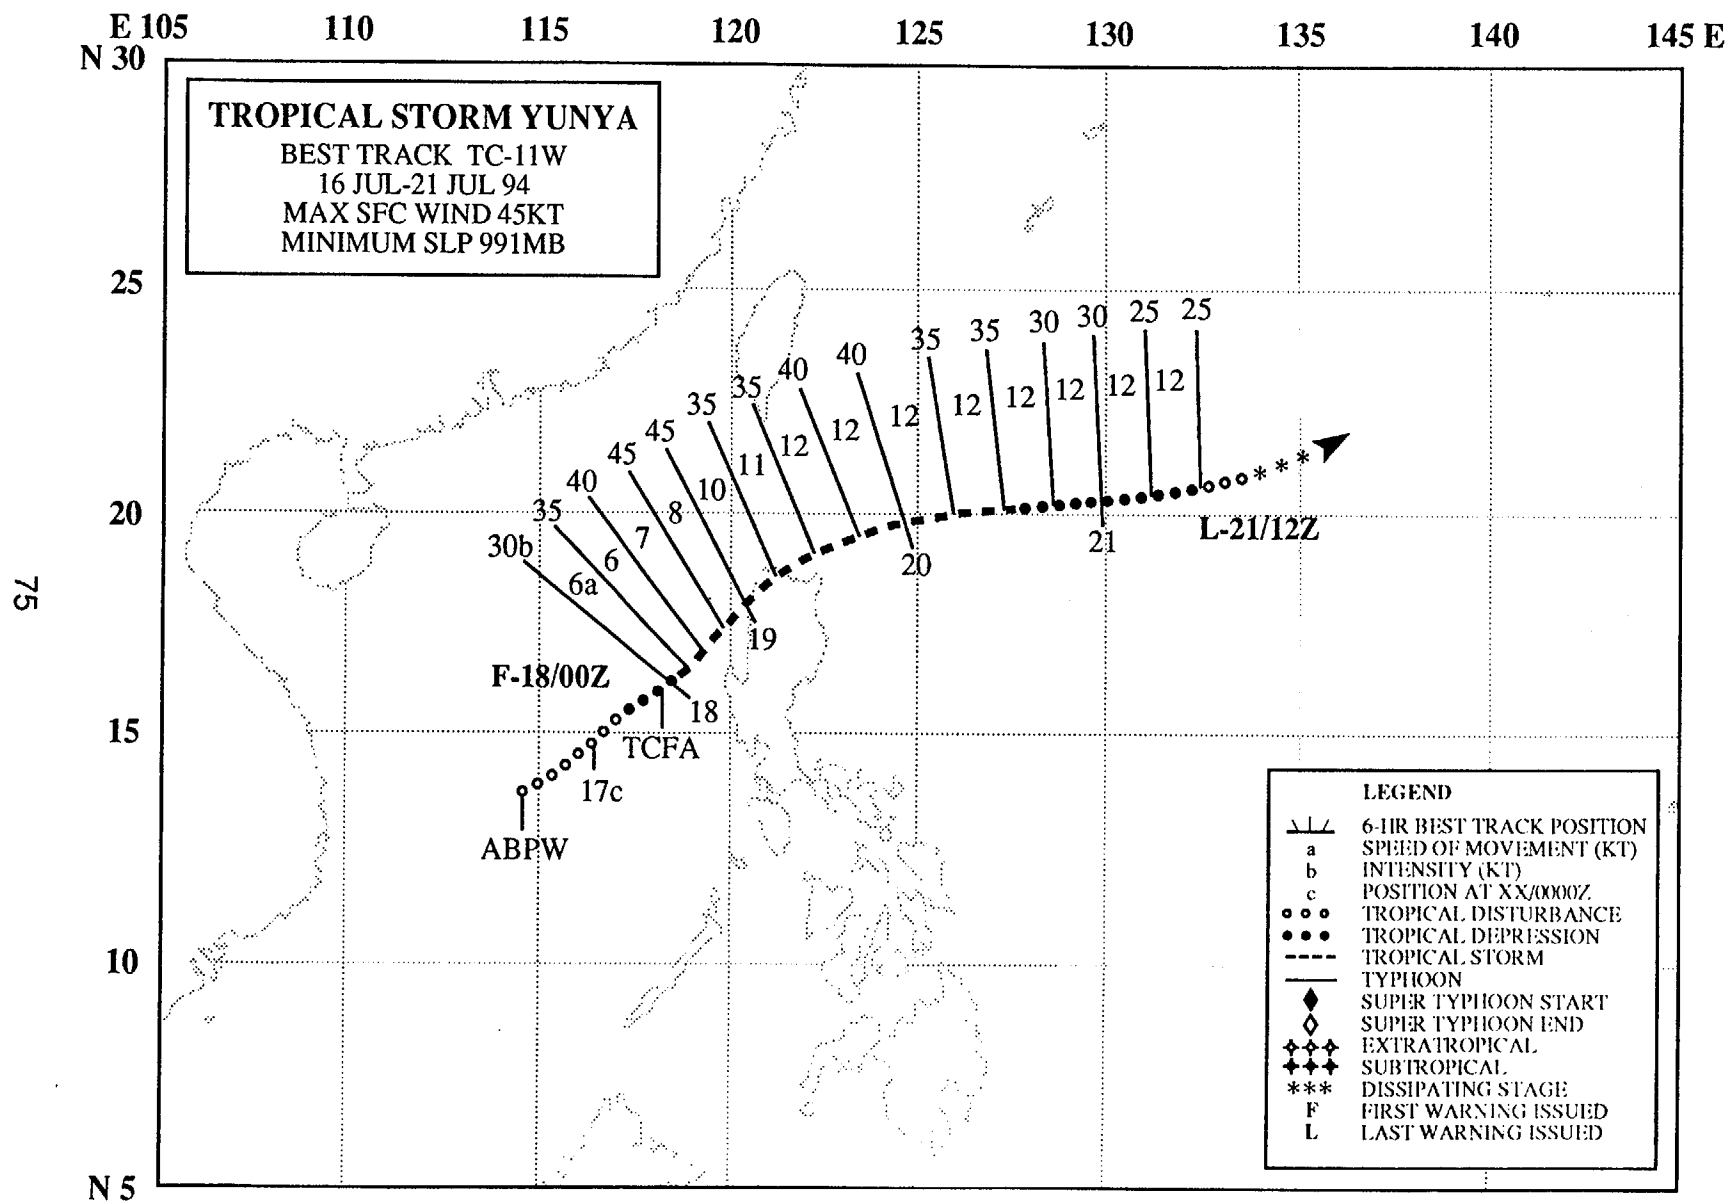 E 105 110 115 120 125 130 135 140 145 E
N 30
TROPICAL STORM YUNYA
BEST TRACK TC-11W
16 JUL-21 JUL 94
MAX SFC WIND 45KT
MINIMUM SLP 991MB
25
20
15
10
N 5
75
30b 35 40 45 45 35 35 40 40 35 35 30 30 25 25
6a 6 7 8 10 11 12 12 12 12 12 12 12 12
F-18/00Z
L-21/12Z
21
20
19
18
TCFA
17c
ABPW
LEGEND
6-HR BEST TRACK POSITION
a SPEED OF MOVEMENT (KT)
b INTENSITY (KT)
c POSITION AT XX/0000Z
TROPICAL DISTURBANCE
TROPICAL DEPRESSION
TROPICAL STORM
TYPHOON
SUPER TYPHOON START
SUPER TYPHOON END
EXTRATROPICAL
SUBTROPICAL
*** DISSIPATING STAGE
F FIRST WARNING ISSUED
L LAST WARNING ISSUED